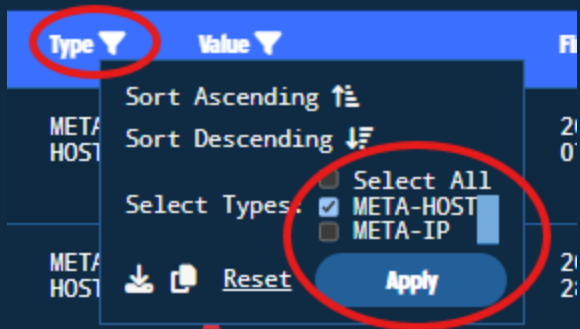 Type Value Fi
Sort Ascending
META
HOST
Sort Descending
20
07
Select Types:
Select All
META-HOST
META-IP
META
HOST
Reset
Apply
20
28